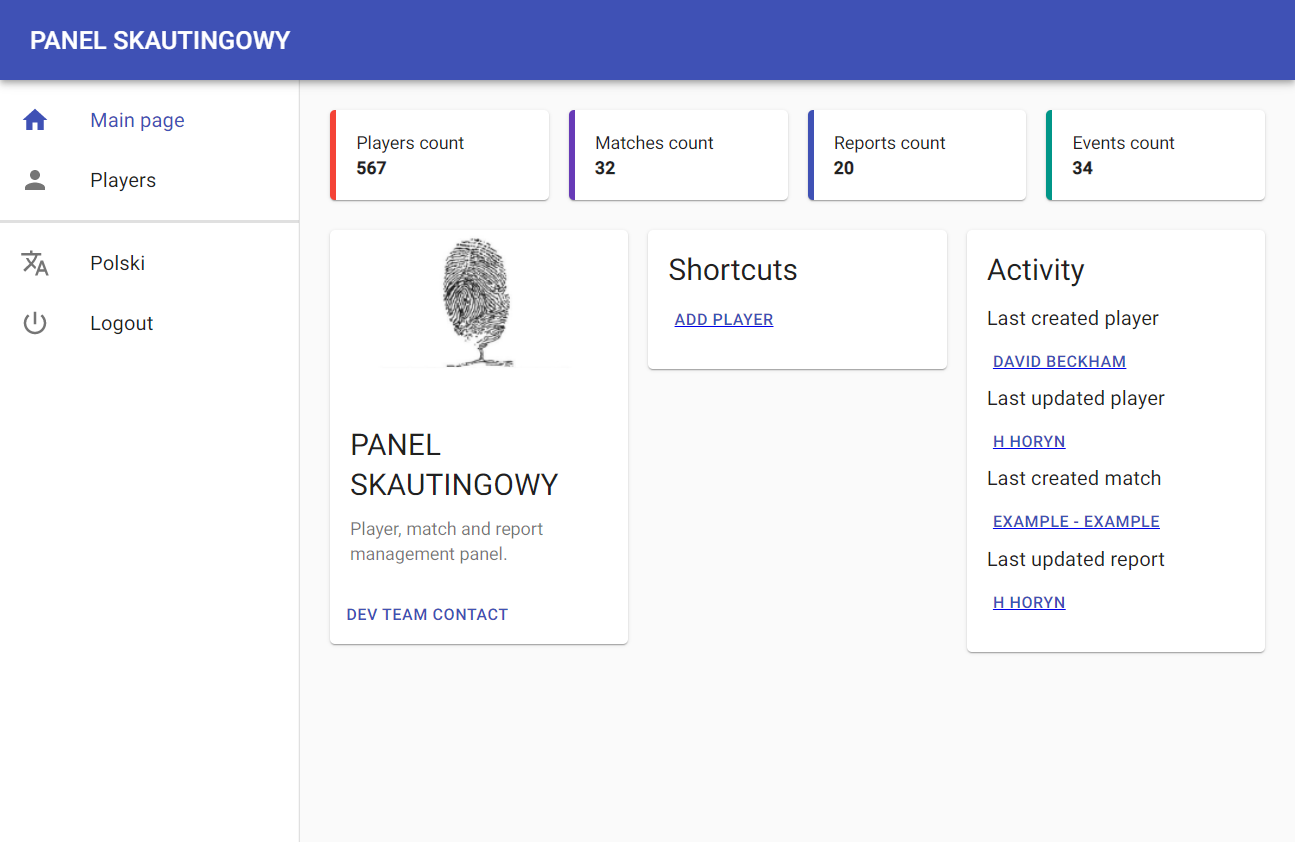 PANEL SKAUTINGOWY
Main page
Players
Polski
Logout
Players count
567
Matches count
32
Reports count
20
Events count
34
PANEL
SKAUTINGOWY
Player, match and report
management panel.
DEV TEAM CONTACT
Shortcuts
ADD PLAYER
Activity
Last created player
DAVID BECKHAM
Last updated player
H HORYN
Last created match
EXAMPLE - EXAMPLE
Last updated report
H HORYN